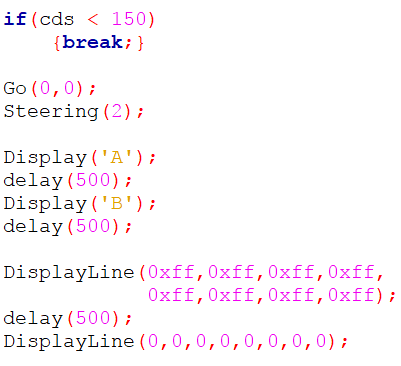 if(cds < 150)
{break;}
Go(0,0);
Steering(2);
Display('A');
delay(500);
Display('B');
delay(500);
DisplayLine(0xff,0xff,0xff,0xff,
0xff,0xff,0xff,0xff);
delay(500);
DisplayLine(0,0,0,0,0,0,0,0);